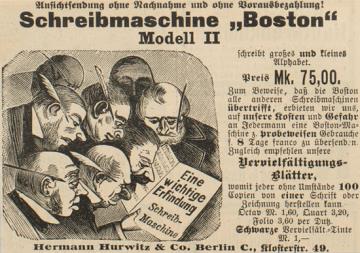 Ansichtsendung ohne Nachnahme und ohne Vorausbezahlung!
Schreibmaschine „Boston“
Modell II
schreibt großes und kleines
Alphabet.
Preis Mk. 75,00.
Zum Beweise, daß die Boston
alle anderen Schreibmaschinen
übertrifft, erbieten wir uns,
auf unsere Kosten und Gefahr
an Jedermann eine Boston-Ma-
schine z. probeweisen Gebrauche
f. 8 Tage franco zu übersend/n.
Zugleich empfehlen unsere
Vervielfältigungs-
Blätter,
womit jeder ohne Umstände 100
Copien von einer Schrift oder
Zeichnung herstellen kann
Octav M. 1,60, Quart 3,20,
Folio 3,60 per Dutz.
Schwarze Vervielfält-Tinte
M. 1,—
Eine
wichtige
Erfindung
Schreib-
Maschine
Hermann Hurwitz & Co. Berlin C., Klosterstr. 49.